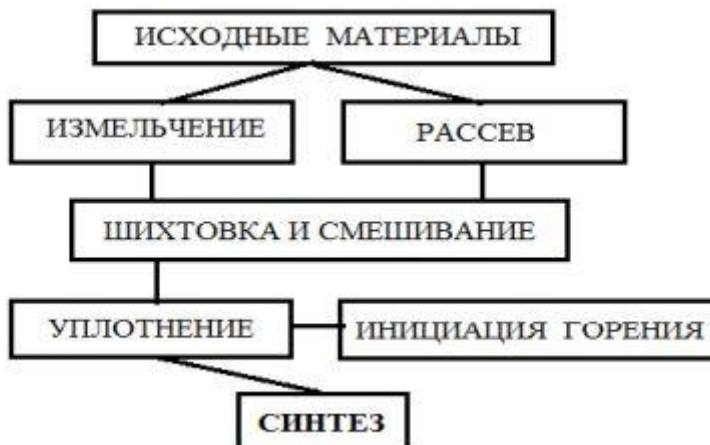 ИСХОДНЫЕ МАТЕРИАЛЫ
ИЗМЕЛЬЧЕНИЕ
РАССЕВ
ШИХТОВКА И СМЕШИВАНИЕ
УПЛОТНЕНИЕ
ИНИЦИАЦИЯ ГОРЕНИЯ
СИНТЕЗ